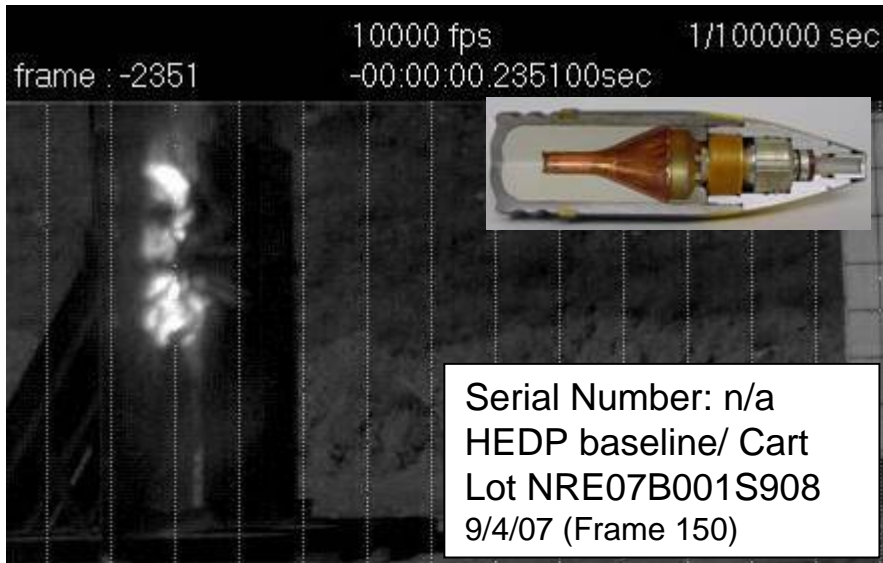 10000 fps 1/100000 sec
frame : -2351 -00:00:00.235100sec
Serial Number: n/a
HEDP baseline/ Cart
Lot NRE07B001S908
9/4/07 (Frame 150)